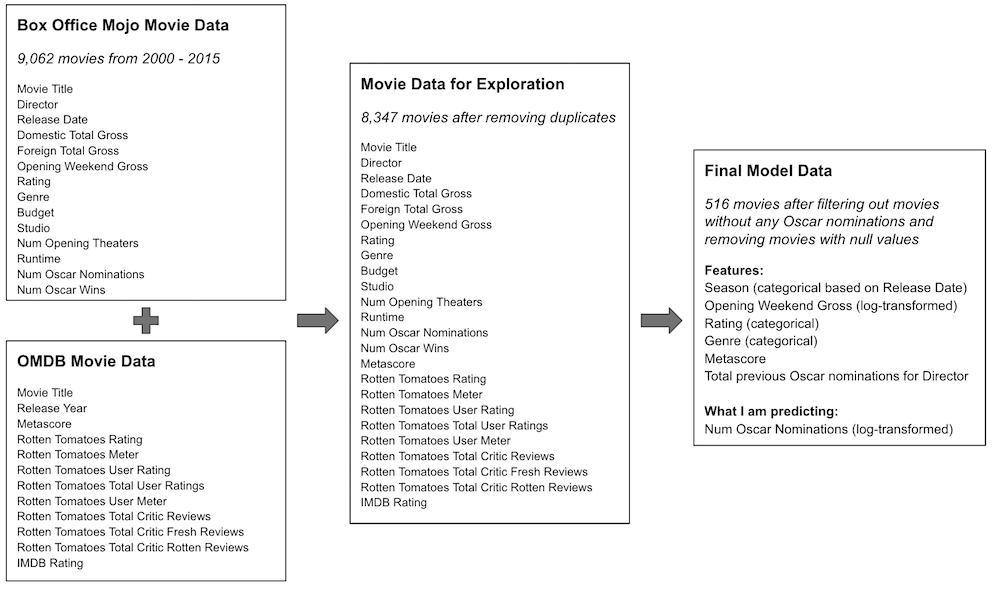 Box Office Mojo Movie Data
9,062 movies from 2000 - 2015
Movie Title
Director
Release Date
Domestic Total Gross
Foreign Total Gross
Opening Weekend Gross
Rating
Genre
Budget
Studio
Num Opening Theaters
Runtime
Num Oscar Nominations
Num Oscar Wins
OMDB Movie Data
Movie Title
Release Year
Metascore
Rotten Tomatoes Rating
Rotten Tomatoes Meter
Rotten Tomatoes User Rating
Rotten Tomatoes Total User Ratings
Rotten Tomatoes User Meter
Rotten Tomatoes Total Critic Reviews
Rotten Tomatoes Total Critic Fresh Reviews
Rotten Tomatoes Total Critic Rotten Reviews
IMDB Rating
Movie Data for Exploration
8,347 movies after removing duplicates
Movie Title
Director
Release Date
Domestic Total Gross
Foreign Total Gross
Opening Weekend Gross
Rating
Genre
Budget
Studio
Num Opening Theaters
Runtime
Num Oscar Nominations
Num Oscar Wins
Metascore
Rotten Tomatoes Rating
Rotten Tomatoes Meter
Rotten Tomatoes User Rating
Rotten Tomatoes Total User Ratings
Rotten Tomatoes User Meter
Rotten Tomatoes Total Critic Reviews
Rotten Tomatoes Total Critic Fresh Reviews
Rotten Tomatoes Total Critic Rotten Reviews
IMDB Rating
Final Model Data
516 movies after filtering out movies
without any Oscar nominations and
removing movies with null values
Features:
Season (categorical based on Release Date)
Opening Weekend Gross (log-transformed)
Rating (categorical)
Genre (categorical)
Metascore
Total previous Oscar nominations for Director
What I am predicting:
Num Oscar Nominations (log-transformed)